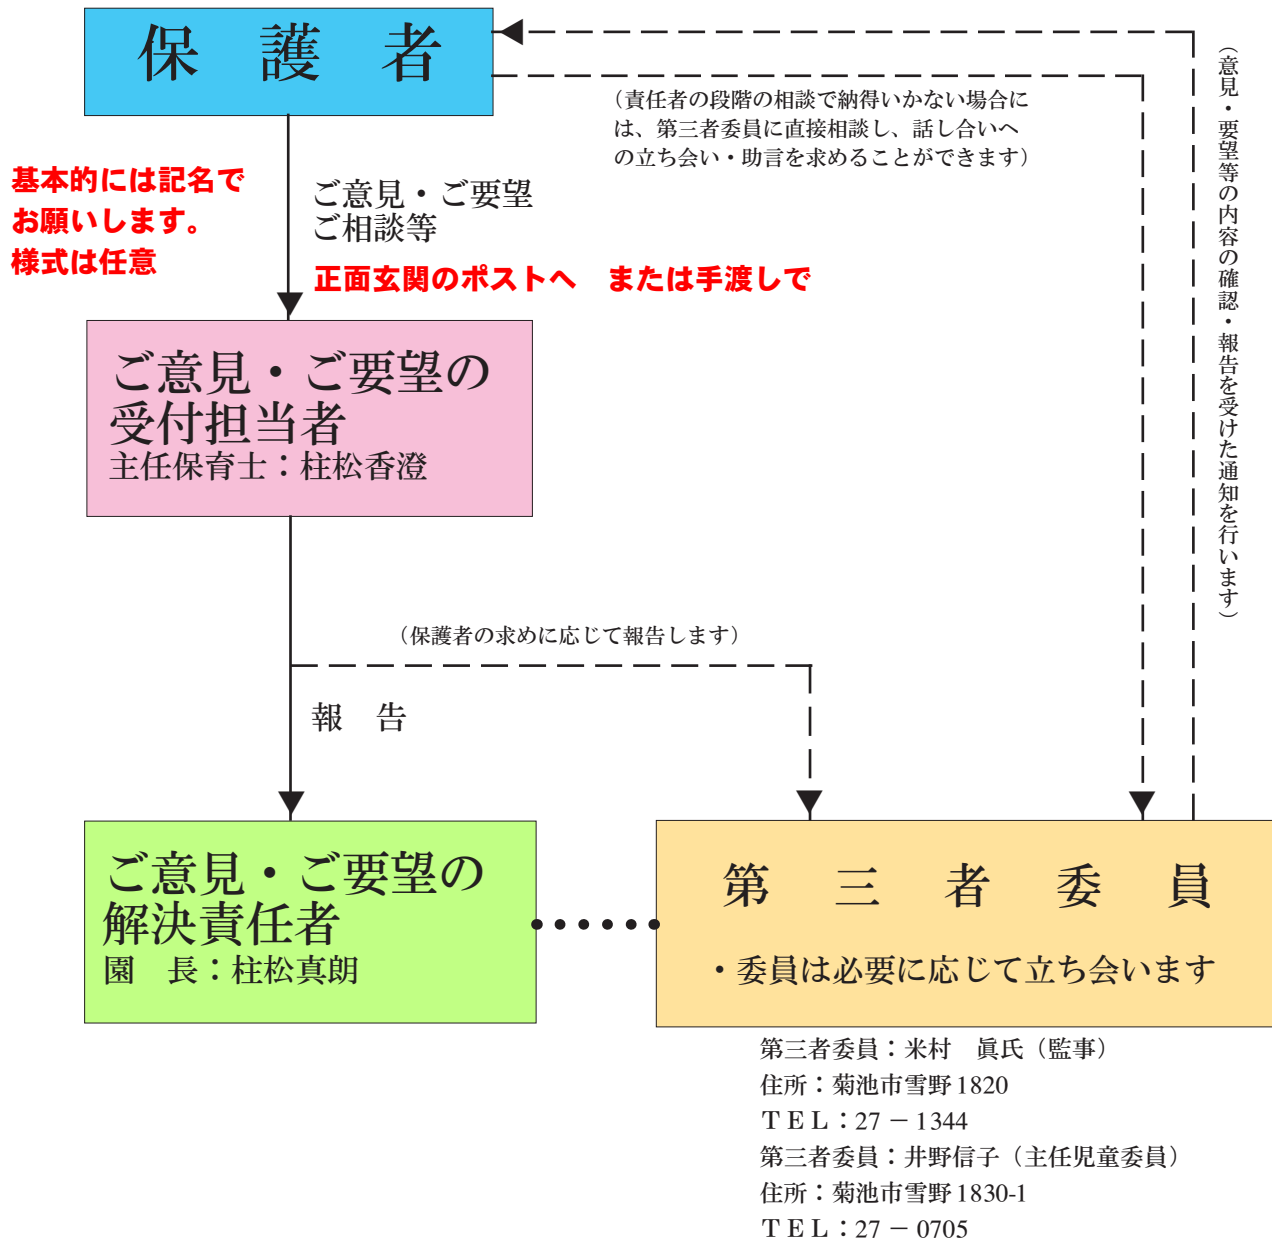 保　護　者
（責任者の段階の相談で納得いかない場合に
は、第三者委員に直接相談し、話し合いへ
の立ち会い・助言を求めることができます）
（意見・要望等の内容の確認・報告を受けた通知を行います）
基本的には記名で
お願いします。
様式は任意
ご意見・ご要望
ご相談等
正面玄関のポストへ　または手渡しで
ご意見・ご要望の
受付担当者
主任保育士：柱松香澄
（保護者の求めに応じて報告します）
報　告
ご意見・ご要望の
解決責任者
園　長：柱松真朗
第　三　者　委　員
・委員は必要に応じて立ち会います
第三者委員：米村　眞氏（監事）
住所：菊池市雪野1820
ＴＥＬ：27－1344
第三者委員：井野信子（主任児童委員）
住所：菊池市雪野1830-1
ＴＥＬ：27－0705